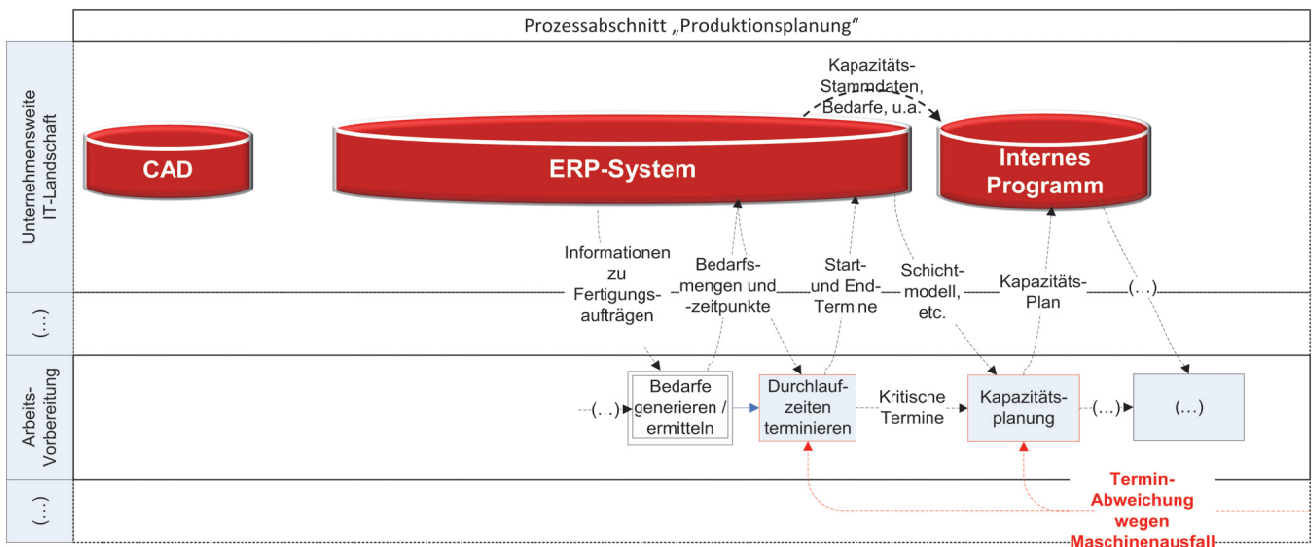 Prozessabschnitt „Produktionsplanung“
Unternehmensweite
IT-Landschaft
CAD
ERP-System
Kapazitäts-
Stammdaten,
Bedarfe, u.a.
Internes
Programm
Informationen
zu
Fertigungs-
aufträgen
Bedarfs-
mengen und
-zeitpunkte
Start-
und End-
Termine
Schicht-
modell,
etc.
Kapazitäts-
Plan
(...)
(...)
Arbeits-
Vorbereitung
(...)
Bedarfe
generieren /
ermitteln
Durchlauf-
zeiten
terminieren
Kritische
Termine
Kapazitäts-
planung
(...)
(...)
(...)
Termin-
Abweichung
wegen
Maschinenausfall